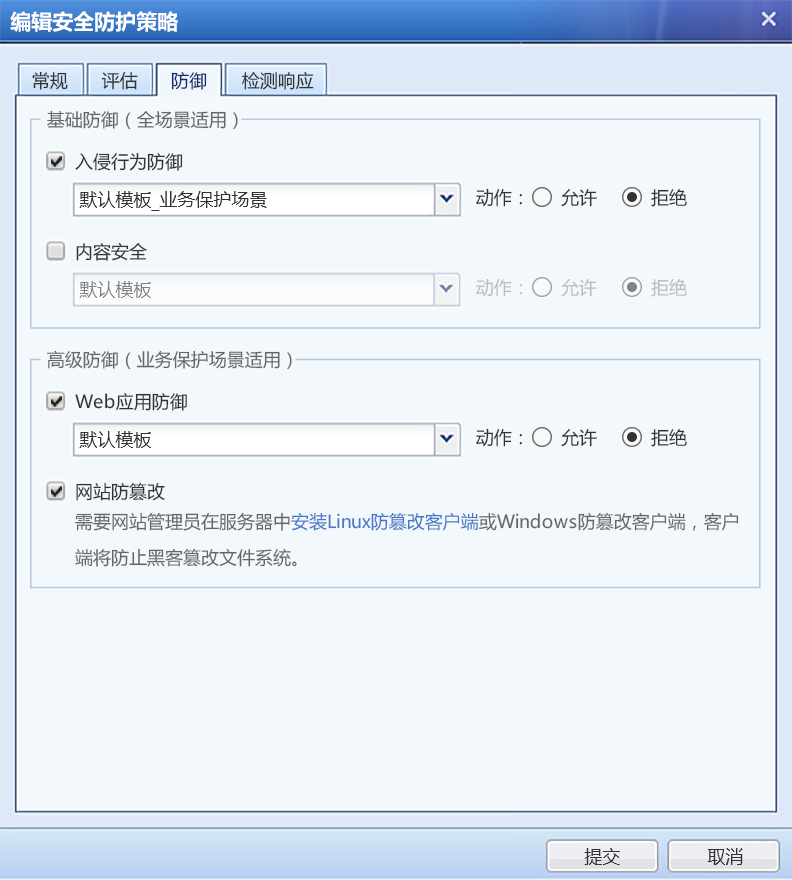 编辑安全防护策略
常规 评估 防御 检测响应
基础防御（全场景适用）
入侵行为防御
默认模板_业务保护场景 动作： 允许 拒绝
内容安全
默认模板 动作： 允许 拒绝
高级防御（业务保护场景适用）
Web应用防御
默认模板 动作： 允许 拒绝
网站防篡改
需要网站管理员在服务器中安装Linux防篡改客户端或Windows防篡改客户端，客户
端将防止黑客篡改文件系统。
提交 取消